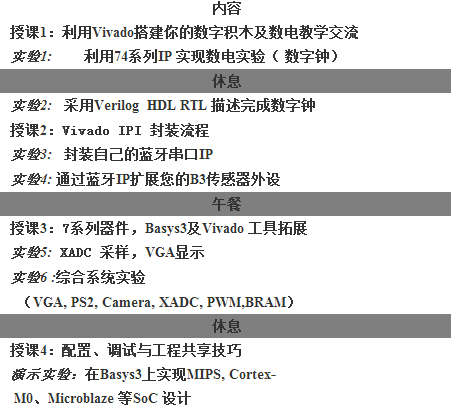 内容
授课1：利用Vivado搭建你的数字积木及数电教学交流
实验1: 利用74系列IP 实现数电实验（ 数字钟）
休息
实验2: 采用Verilog HDL RTL 描述完成数字钟
授课2：Vivado IPI 封装流程
实验3: 封装自己的蓝牙串口IP
实验4: 通过蓝牙IP扩展您的B3传感器外设
午餐
授课3：7系列器件，Basys3及Vivado 工具拓展
实验5: XADC 采样，VGA显示
实验6 :综合系统实验
（VGA, PS2, Camera, XADC, PWM,BRAM）
休息
授课4：配置、调试与工程共享技巧
演示实验：在Basys3上实现MIPS, Cortex-
M0、Microblaze 等SoC 设计